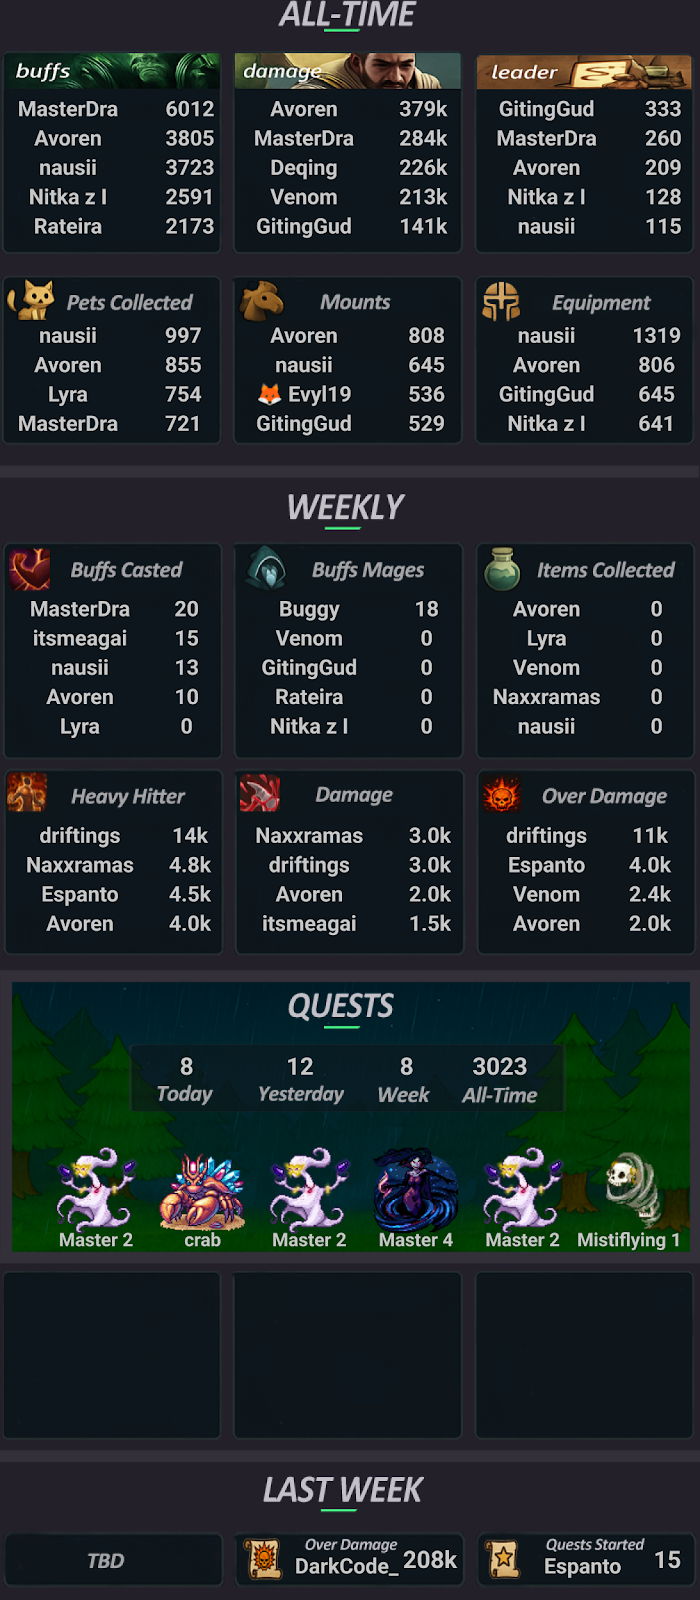 ALL-TIME
buffs
MasterDra 6012
Avoren 3805
nausii 3723
Nitka z I 2591
Rateira 2173
damage
Avoren 379k
MasterDra 284k
Deqing 226k
Venom 213k
GitingGud 141k
leader
GitingGud 333
MasterDra 260
Avoren 209
Nitka z I 128
nausii 115
Pets Collected
nausii 997
Avoren 855
Lyra 754
MasterDra 721
Mounts
Avoren 808
nausii 645
🦊 Evyl19 536
GitingGud 529
Equipment
nausii 1319
Avoren 806
GitingGud 645
Nitka z I 641
WEEKLY
Buffs Casted
MasterDra 20
itsmeagai 15
nausii 13
Avoren 10
Lyra 0
Buffs Mages
Buggy 18
Venom 0
GitingGud 0
Rateira 0
Nitka z I 0
Items Collected
Avoren 0
Lyra 0
Venom 0
Naxxramas 0
nausii 0
Heavy Hitter
driftings 14k
Naxxramas 4.8k
Espanto 4.5k
Avoren 4.0k
Damage
Naxxramas 3.0k
driftings 3.0k
Avoren 2.0k
itsmeagai 1.5k
Over Damage
driftings 11k
Espanto 4.0k
Venom 2.4k
Avoren 2.0k
QUESTS
8 12 8 3023
Today Yesterday Week All-Time
Master 2 crab Master 2 Master 4 Master 2 Mistiflying 1
LAST WEEK
TBD
Over Damage
DarkCode_ 208k
Quests Started
Espanto 15